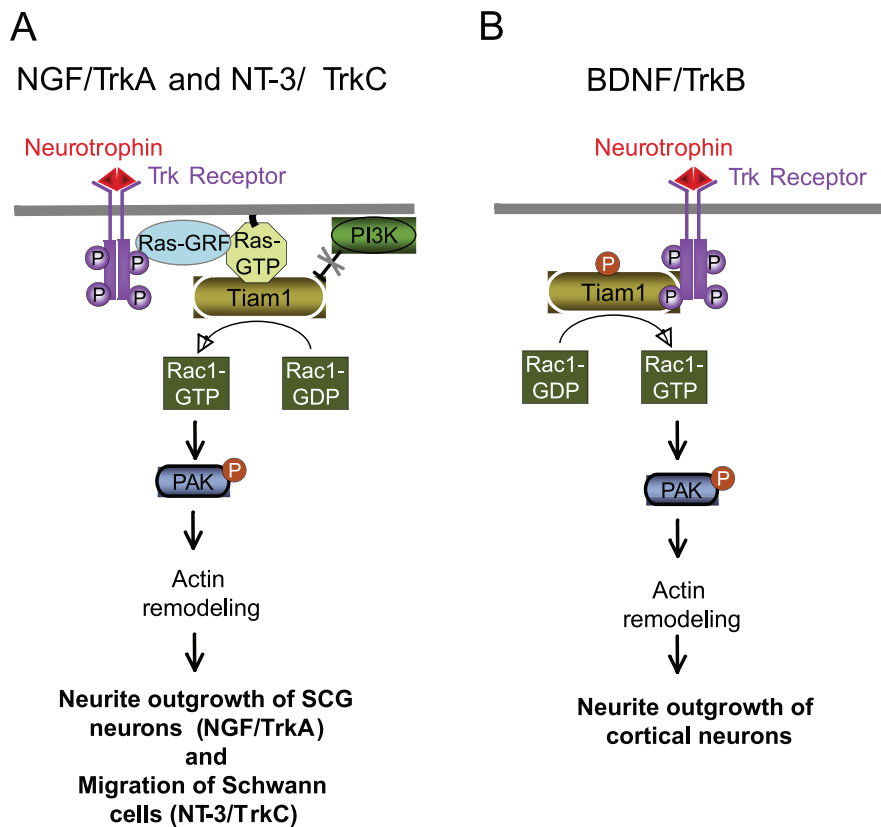 A
NGF/TrkA and NT-3/ TrkC
Neurotrophin
Trk Receptor
Ras-GRF
Ras-
GTP
PI3K
P
P
P
P
Tiam1
Rac1-
GTP
Rac1-
GDP
PAK
P
Actin
remodeling
Neurite outgrowth of SCG
neurons (NGF/TrkA)
and
Migration of Schwann
cells (NT-3/TrkC)
B
BDNF/TrkB
Neurotrophin
Trk Receptor
P
P
P
P
P
Tiam1
Rac1-
GDP
Rac1-
GTP
PAK
P
Actin
remodeling
Neurite outgrowth of
cortical neurons